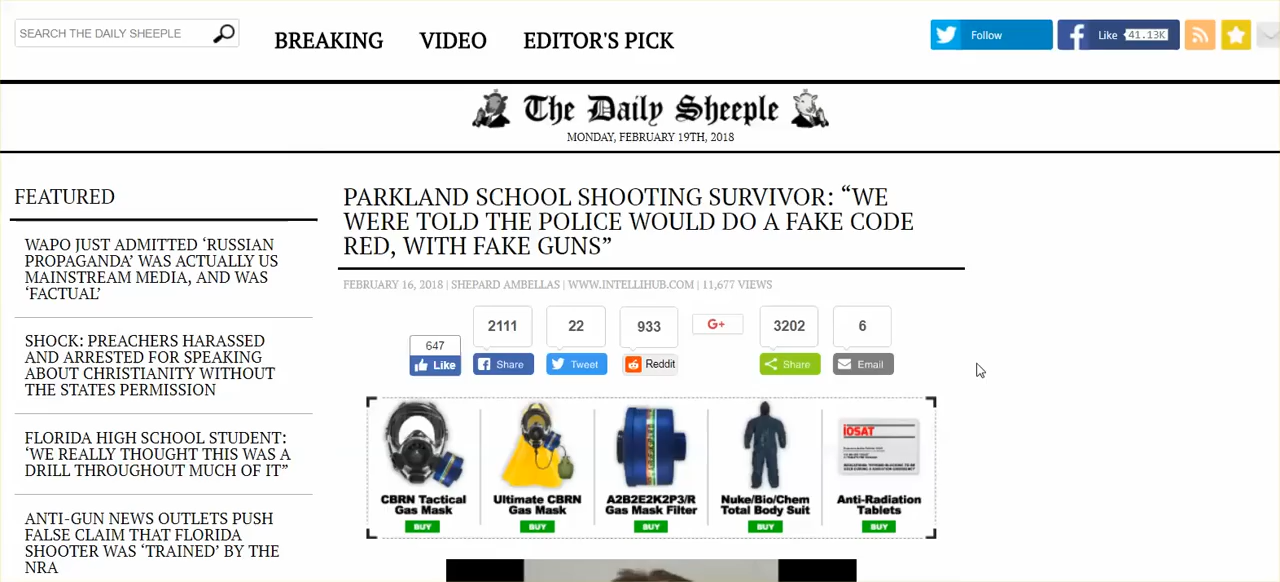 SEARCH THE DAILY SHEEPLE
BREAKING VIDEO EDITOR'S PICK
Follow
Like 41.13K
The Daily Sheeple
MONDAY, FEBRUARY 19TH, 2018
FEATURED
WAPO JUST ADMITTED ‘RUSSIAN
PROPAGANDA’ WAS ACTUALLY US
MAINSTREAM MEDIA, AND WAS
‘FACTUAL’
SHOCK: PREACHERS HARASSED
AND ARRESTED FOR SPEAKING
ABOUT CHRISTIANITY WITHOUT
THE STATES PERMISSION
FLORIDA HIGH SCHOOL STUDENT:
‘WE REALLY THOUGHT THIS WAS A
DRILL THROUGHOUT MUCH OF IT”
ANTI-GUN NEWS OUTLETS PUSH
FALSE CLAIM THAT FLORIDA
SHOOTER WAS ‘TRAINED’ BY THE
NRA
PARKLAND SCHOOL SHOOTING SURVIVOR: “WE
WERE TOLD THE POLICE WOULD DO A FAKE CODE
RED, WITH FAKE GUNS”
FEBRUARY 16, 2018 | SHEPARD AMBELLAS | WWW.INTELLIHUB.COM | 11,677 VIEWS
647
Like
2111
Share
22
Tweet
933
Reddit
G+
3202
Share
6
Email
CBRN Tactical
Gas Mask
BUY
Ultimate CBRN
Gas Mask
BUY
A2B2E2K2P3/R
Gas Mask Filter
BUY
Nuke/Bio/Chem
Total Body Suit
BUY
IOSAT
Anti-Radiation
Tablets
BUY